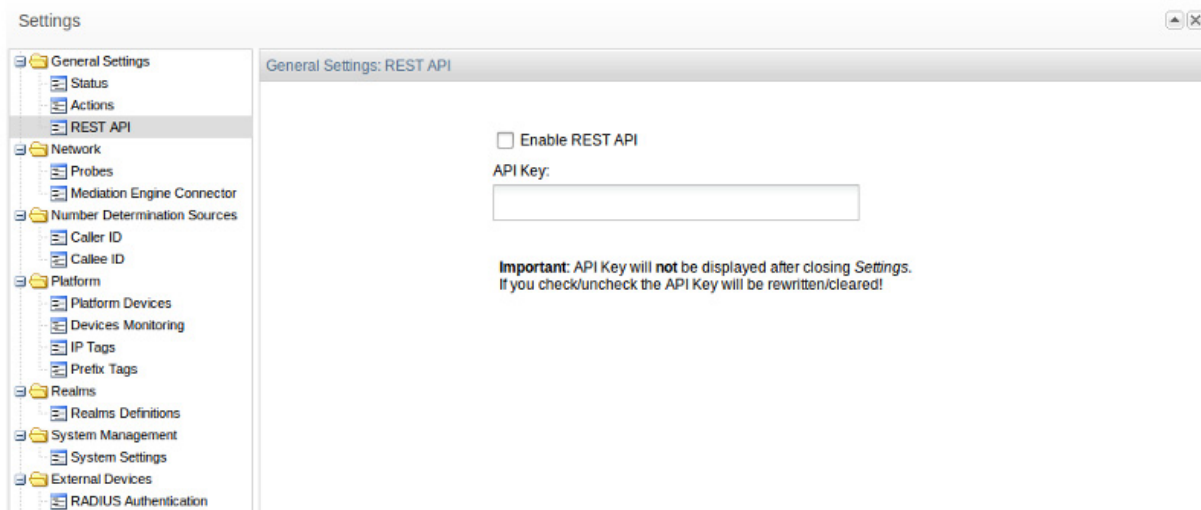 Settings
General Settings
Status
Actions
REST API
Network
Probes
Mediation Engine Connector
Number Determination Sources
Caller ID
Callee ID
Platform
Platform Devices
Devices Monitoring
IP Tags
Prefix Tags
Realms
Realms Definitions
System Management
System Settings
External Devices
RADIUS Authentication
General Settings: REST API
Enable REST API
API Key:
Important: API Key will not be displayed after closing Settings.
If you check/uncheck the API Key will be rewritten/cleared!